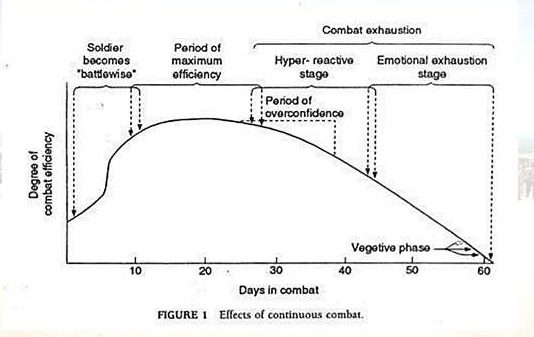 Combat exhaustion
Soldier
becomes
"battlewise"
Period of
maximum
efficiency
Hyper- reactive
stage
Emotional exhaustion
stage
Period of
overconfidence
Degree of
combat efficiency
Vegetive phase
10 20 30 40 50 60
Days in combat
FIGURE 1 Effects of continuous combat.